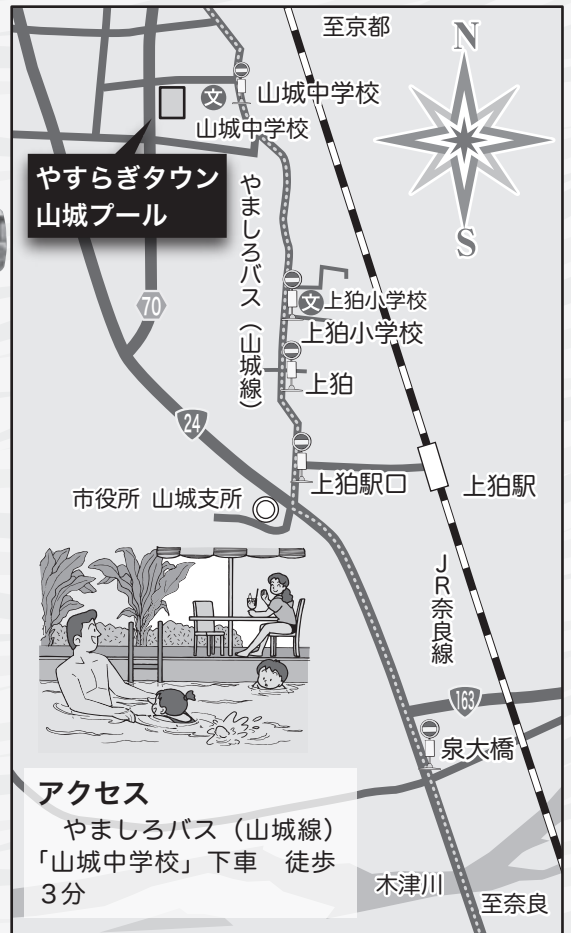 至京都
N
山城中学校
文
山城中学校
やすらぎタウン
山城プール
S
やましろバス（山城線）
70
文
上狛小学校
上狛小学校
上狛
24
上狛駅口
上狛駅
市役所 山城支所
JR奈良線
163
泉大橋
アクセス
やましろバス（山城線）
「山城中学校」下車　徒歩
3分
木津川
至奈良